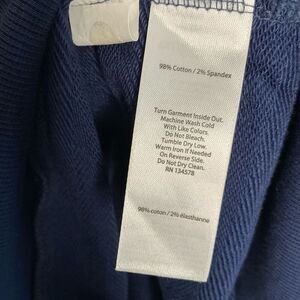 98% Cotton / 2% Spandex
Turn Garment Inside Out.
Machine Wash Cold
With Like Colors.
Do Not Bleach.
Tumble Dry Low.
Warm Iron If Needed
On Reverse Side.
Do Not Dry Clean.
RN 134578
98% coton / 2% élasthanne